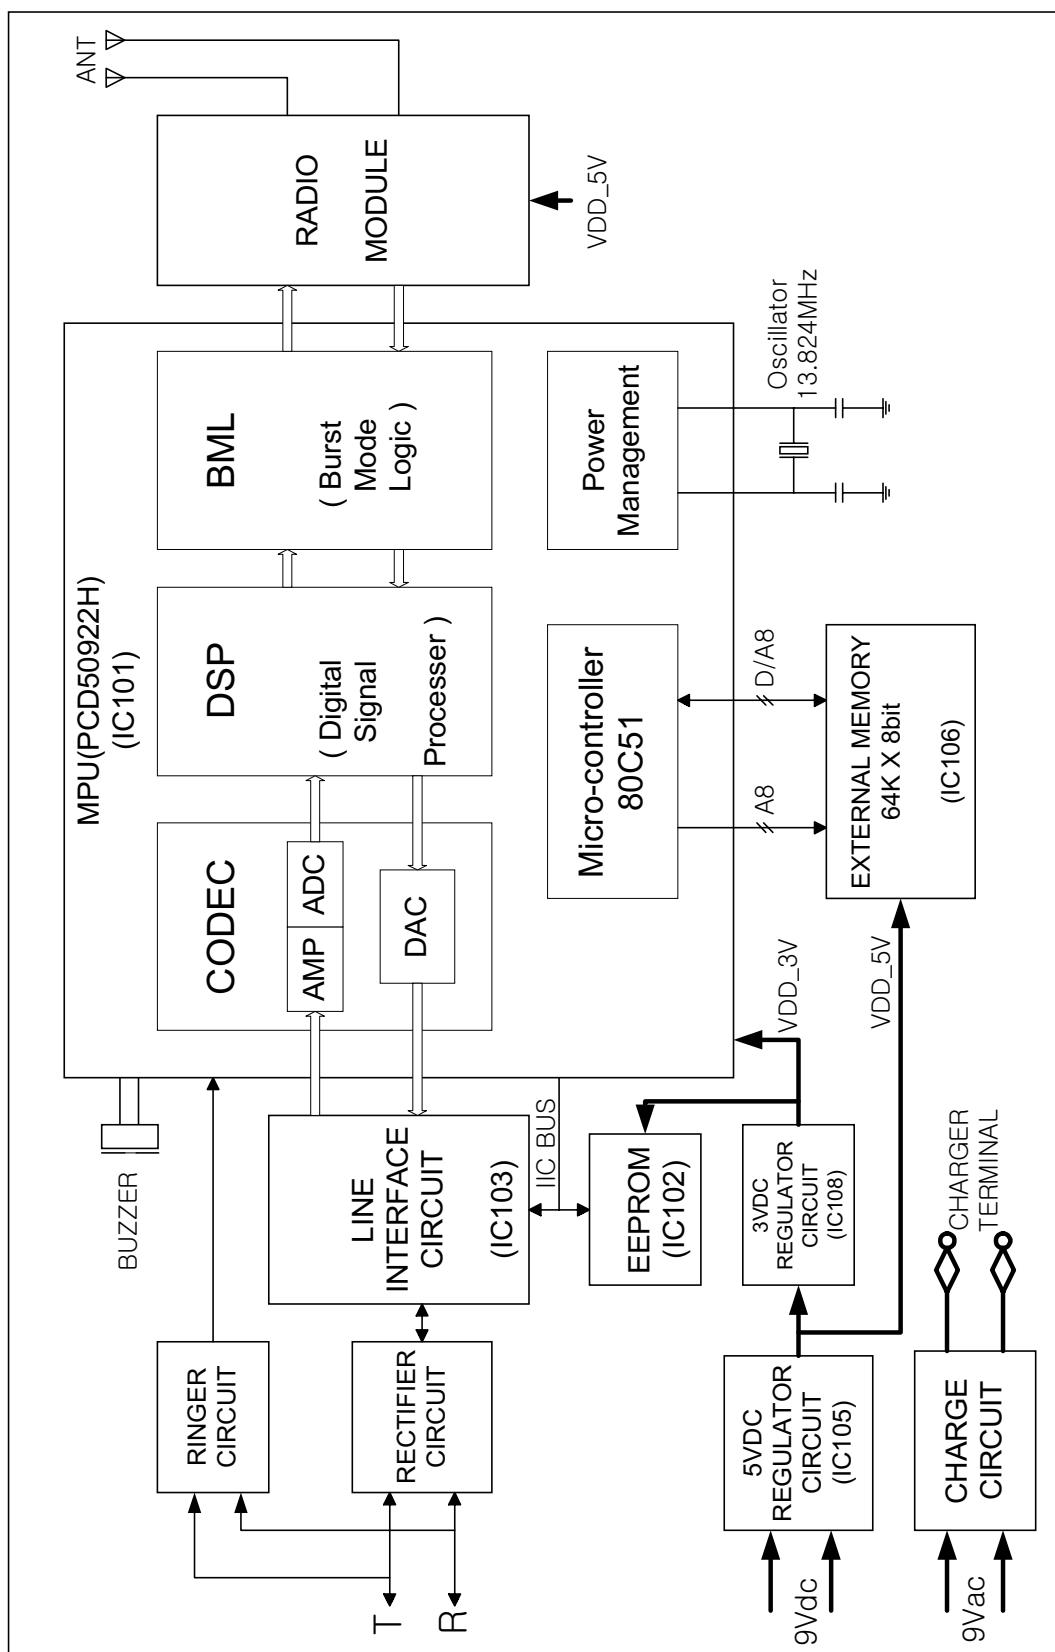 ANT
RADIO
MODULE
VDD_5V
MPU(PCD50922H)
(IC101)
BML
( Burst
Mode
Logic )
DSP
( Digital
Signal
Processer )
CODEC
AMP
ADC
DAC
Power
Management
Oscillator
13.824MHz
Micro-controller
80C51
A8
D/A8
EXTERNAL MEMORY
64K X 8bit
(IC106)
BUZZER
LINE
INTERFACE
CIRCUIT
(IC103)
IIC BUS
EEPROM
(IC102)
VDD_3V
VDD_5V
3VDC
REGULATOR
CIRCUIT
(IC108)
CHARGER
TERMINAL
RINGER
CIRCUIT
RECTIFIER
CIRCUIT
5VDC
REGULATOR
CIRCUIT
(IC105)
CHARGE
CIRCUIT
T
R
9Vdc
9Vac